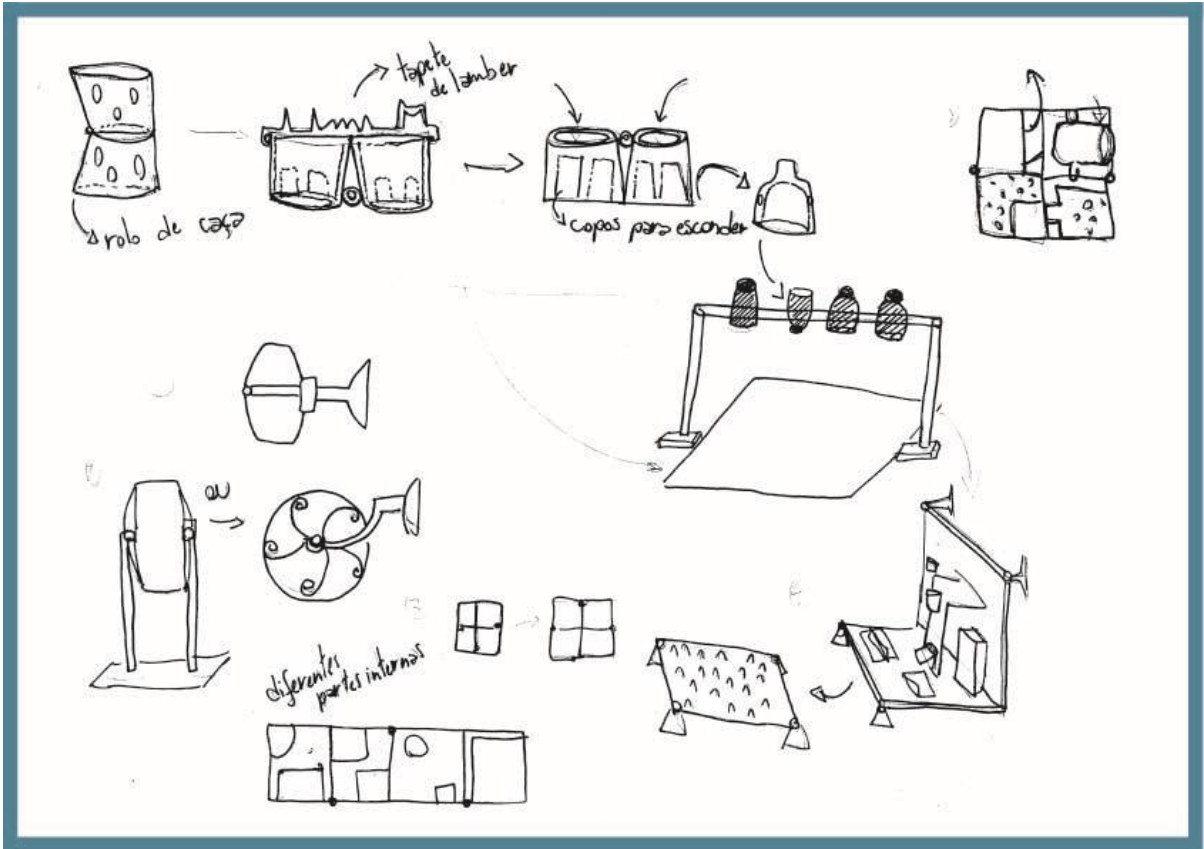 tapete
de lamber
rolo de caça
copos para esconder
ou
diferentes
partes internas